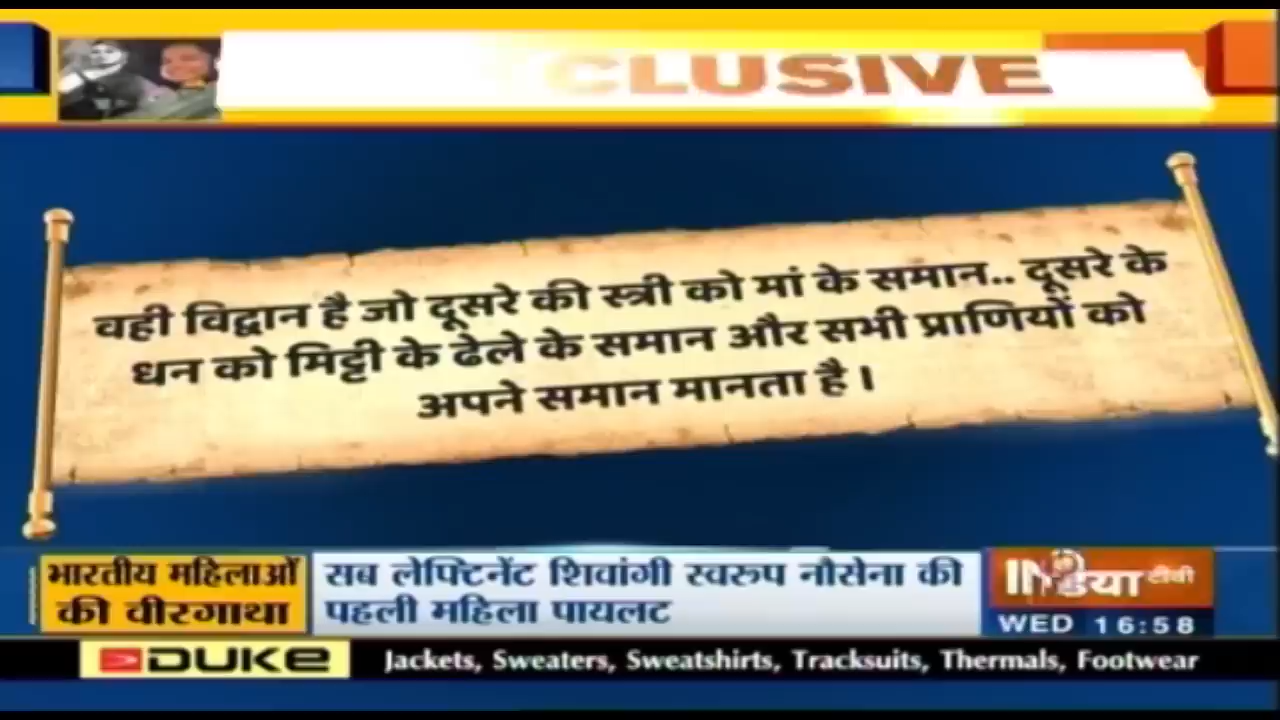 CLUSIVE
वही विद्वान है जो दूसरे की स्त्री को मां के समान.. दूसरे के
धन को मिट्टी के ढेले के समान और सभी प्राणियों को
अपने समान मानता है।
भारतीय महिलाओं
की वीरगाथा
सब लेफ्टिनेंट शिवांगी स्वरुप नौसेना की
पहली महिला पायलट
टीवी
WED 16:58
DUKE Jackets, Sweaters, Sweatshirts, Tracksuits, Thermals, Footwear